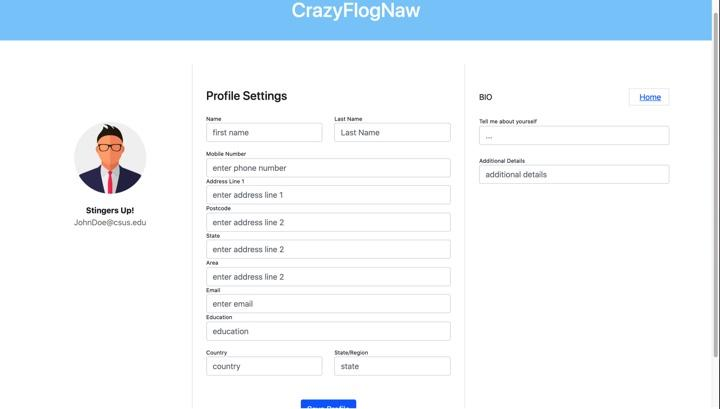 CrazyFlogNaw
Stingers Up!
JohnDoe@csus.edu
Profile Settings
Name Last Name
first name Last Name
Mobile Number
enter phone number
Address Line 1
enter address line 1
Postcode
enter address line 2
State
enter address line 2
Area
enter address line 2
Email
enter email
Education
education
Country State/Region
country state
Save Profile
BIO Home
Tell me about yourself
...
Additional Details
additional details